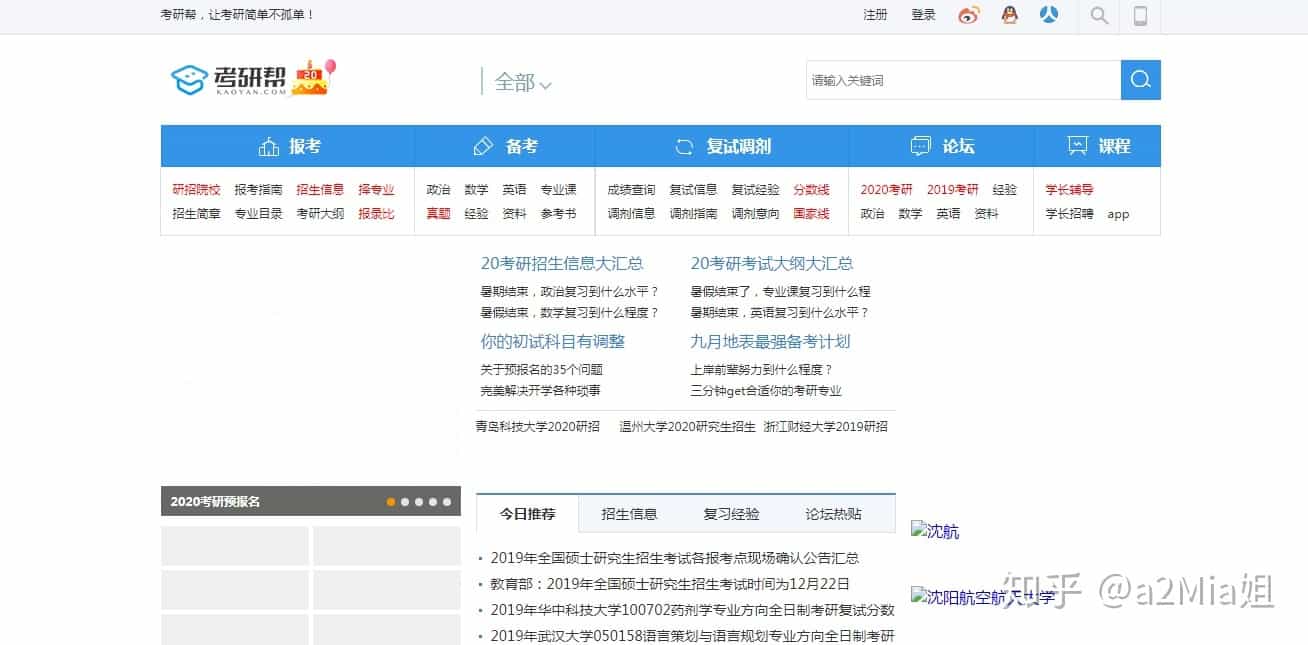 考研帮，让考研简单不孤单！
注册 登录
考研帮 20
KAOYAN.COM
全部
请输入关键词
报考 备考 复试调剂 论坛 课程
研招院校 报考指南 招生信息 择专业 政治 数学 英语 专业课 成绩查询 复试信息 复试经验 分数线 2020考研 2019考研 经验 学长辅导
招生简章 专业目录 考研大纲 报录比 真题 经验 资料 参考书 调剂信息 调剂指南 调剂意向 国家线 政治 数学 英语 资料 学长招聘 app
20考研招生信息大汇总 20考研考试大纲大汇总
暑期结束，政治复习到什么水平？ 暑假结束了，专业课复习到什么程
暑假结束，数学复习到什么程度？ 暑期结束，英语复习到什么水平？
你的初试科目有调整 九月地表最强备考计划
关于预报名的35个问题 上岸前辈努力到什么程度？
完美解决开学各种琐事 三分钟get合适你的考研专业
青岛科技大学2020研招 温州大学2020研究生招生 浙江财经大学2019研招
2020考研预报名
今日推荐 招生信息 复习经验 论坛热贴
沈航
2019年全国硕士研究生招生考试各报考点现场确认公告汇总
教育部：2019年全国硕士研究生招生考试时间为12月22日
沈阳航空航天大学
2019年华中科技大学100702药剂学专业方向全日制考研复试分数
2019年武汉大学050158语言策划与语言规划专业方向全日制考研
知乎 @a2Mia姐